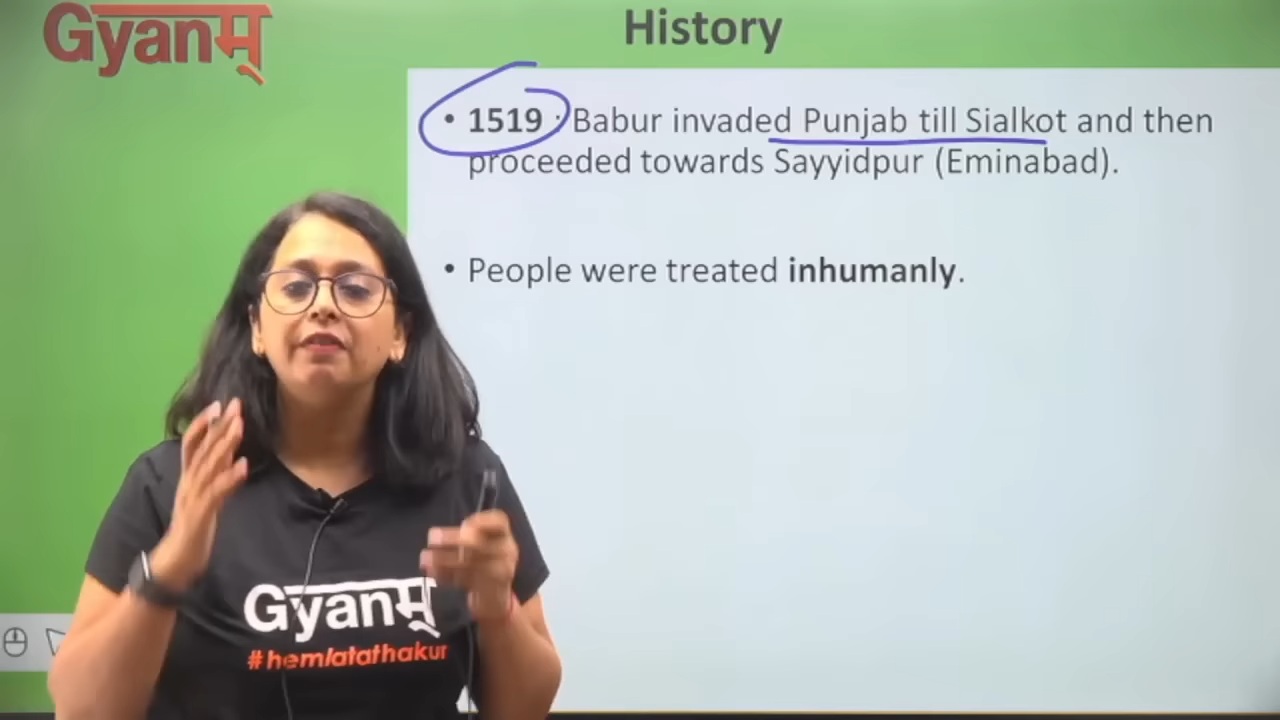 Gyanम्
History
• 1519 : Babur invaded Punjab till Sialkot and then
proceeded towards Sayyidpur (Eminabad).
• People were treated inhumanly.
Gyanम्
#hemlatathakur